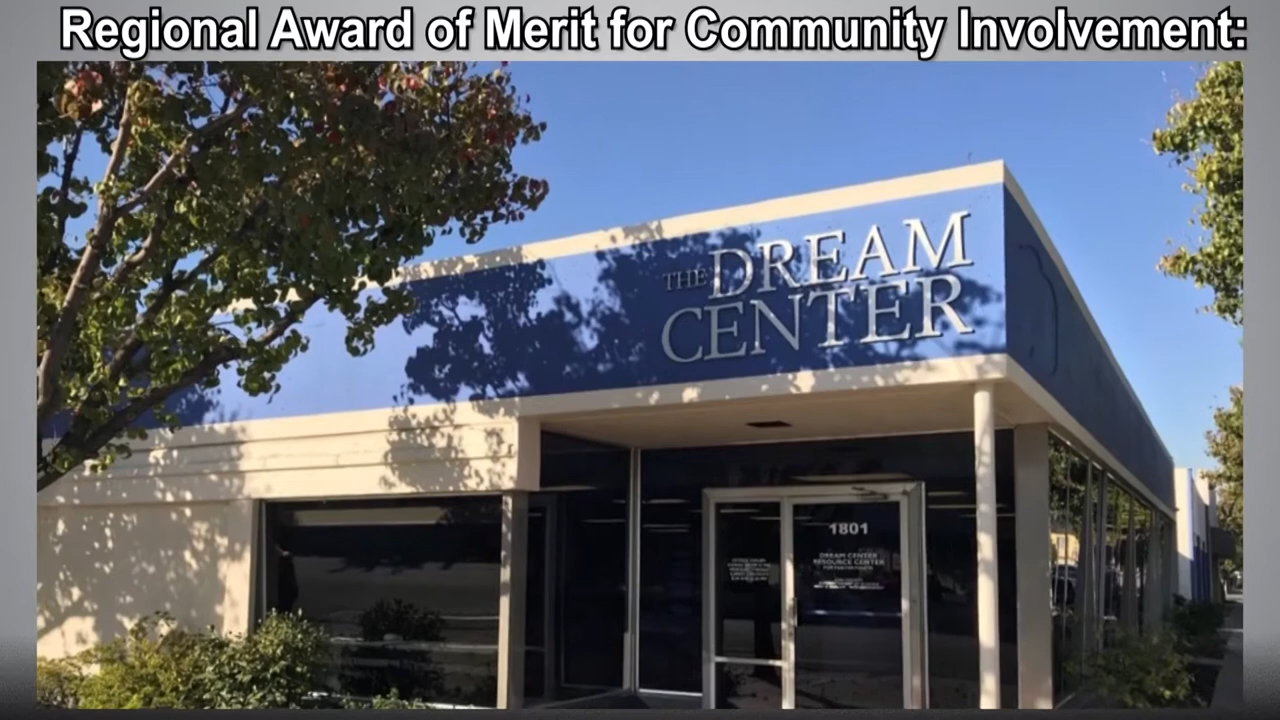 Regional Award of Merit for Community Involvement:
THE DREAM
CENTER
1801
DREAM CENTER
RESOURCE CENTER